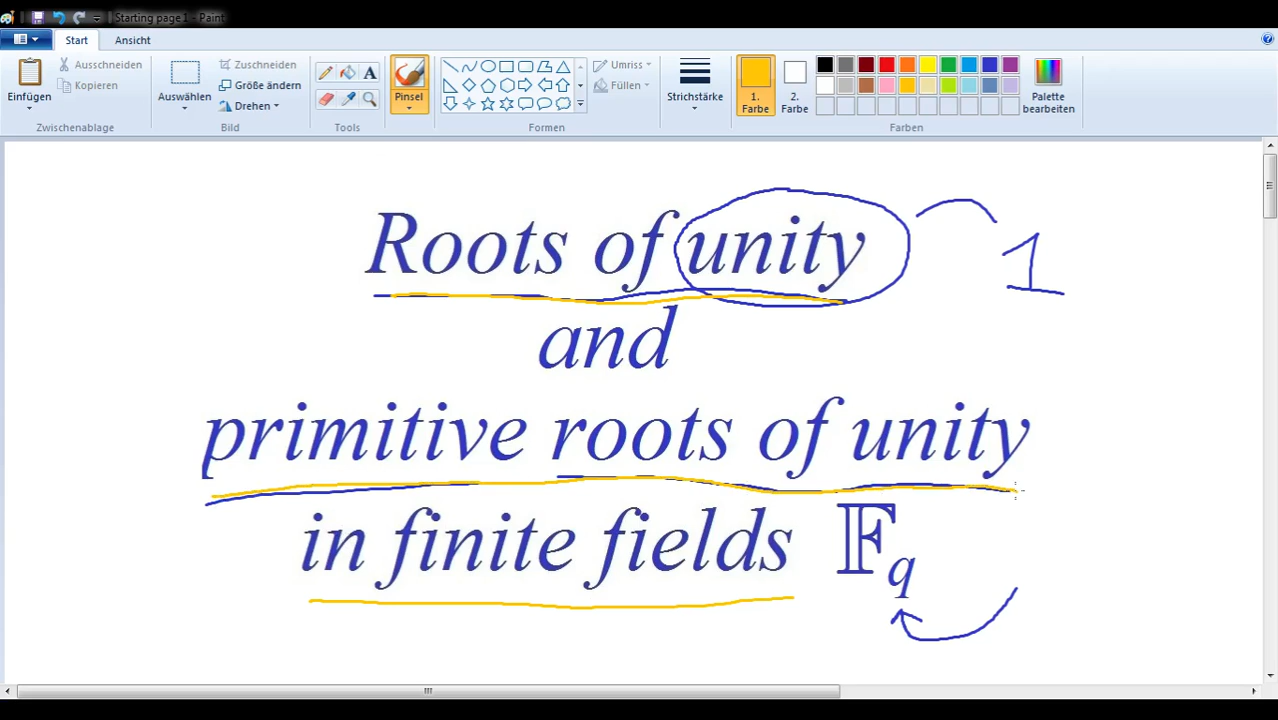 Starting page 1 - Paint
Start Ansicht
Einfügen
Ausschneiden
Kopieren
Zwischenablage
Auswählen
Zuschneiden
Größe ändern
Drehen
Bild
A
Tools
Pinsel
Umriss
Füllen
Formen
Strichstärke
1.
Farbe
2.
Farbe
Palette
bearbeiten
Farben
Roots of unity 1
and
primitive roots of unity
in finite fields 𝔽q